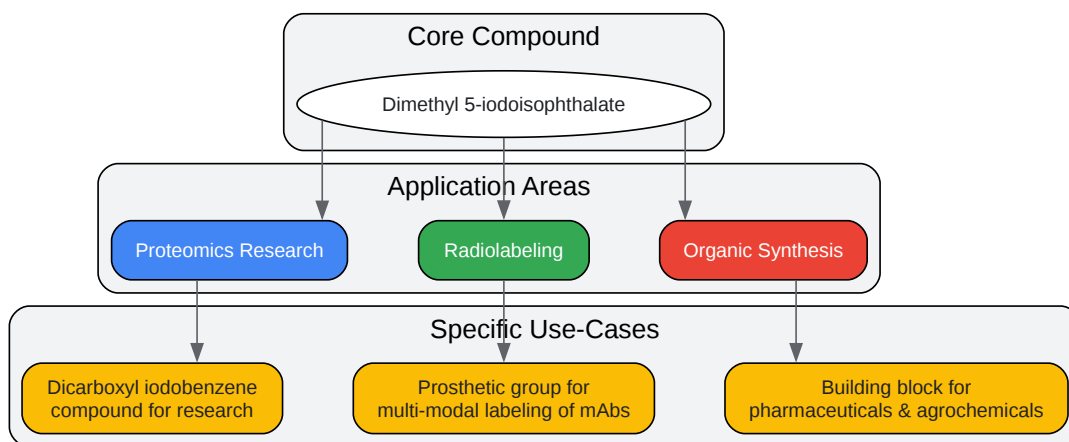 Core Compound
Dimethyl 5-iodoisophthalate
Application Areas
Proteomics Research
Radiolabeling
Organic Synthesis
Specific Use-Cases
Dicarboxyl iodobenzene
compound for research
Prosthetic group for
multi-modal labeling of mAbs
Building block for
pharmaceuticals & agrochemicals